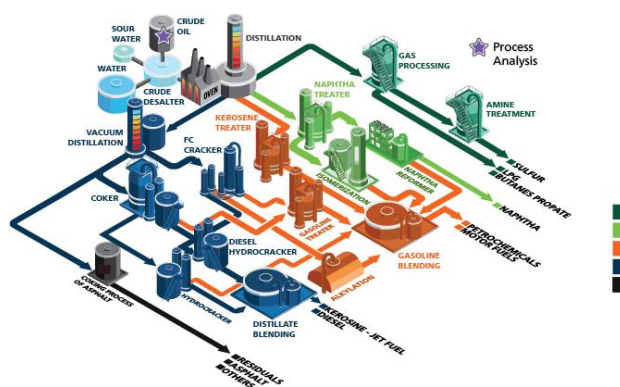 CRUDE
OIL
SOUR
WATER
DISTILLATION
WATER
CRUDE
DESALTER
OVEN
GAS
PROCESSING
Process
Analysis
NAPHTHA
TREATER
AMINE
TREATMENT
KEROSENE
TREATER
VACUUM
DISTILLATION
FC
CRACKER
ISOMERIZATION
NAPHTHA
REFORMER
SULFUR
LPG
BUTANES PROPATE
NAPHTHA
COKER
GASOLINE
TREATER
PETROCHEMICALS
MOTOR FUELS
DIESEL
HYDROCRACKER
GASOLINE
BLENDING
ALKYLATION
HYDROCRACKER
COKING PROCESS
OF ASPHALT
DISTILLATE
BLENDING
KEROSINE - JET FUEL
DIESEL
RESIDUALS
ASPHALT
OTHERS